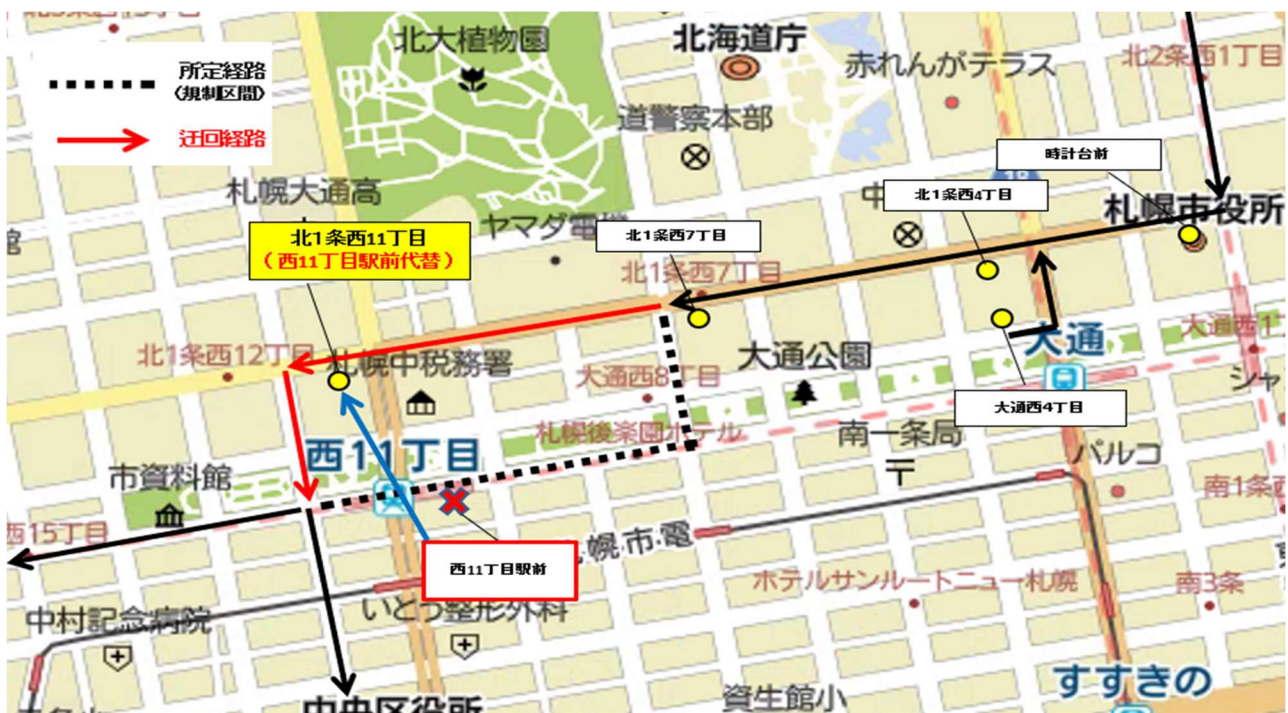 北大植物園
北海道庁
赤れんがテラス
北2条西1丁目
所定経路
(規制区間)
迂回経路
道警察本部
時計台前
札幌大通高
北1条西4丁目
札幌市役所
ヤマダ電機
北1条西7丁目
北1条西11丁目
(西11丁目駅前代替)
北1条西7丁目
北1条西12丁目
札幌中税務署
大通公園
大通
大通西1
大通西8丁目
大通西4丁目
札幌後楽園ホテル
南一条局
パルコ
西11丁目
市資料館
南1条西
西15丁目
西11丁目駅前
札幌市電
ホテルサンルートニュー札幌
南3条
いとう整形外科
中村記念病院
すすきの
資生館小
中央区役所